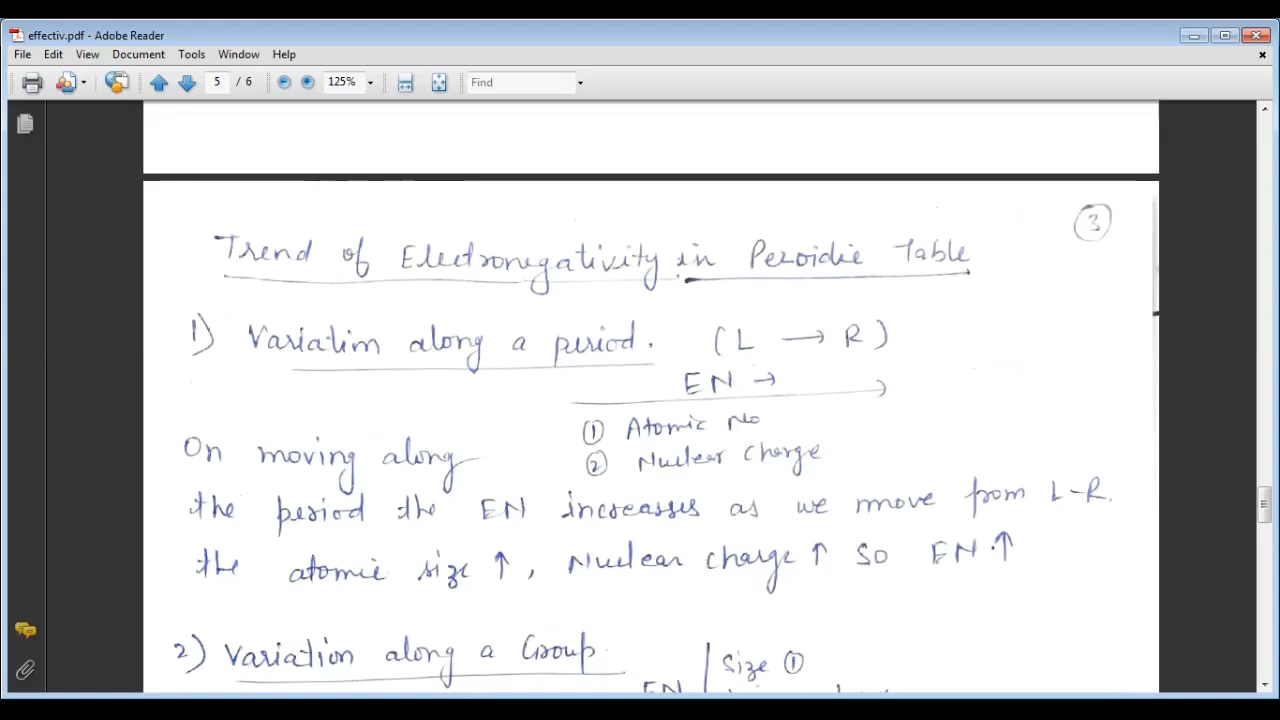 effectiv.pdf - Adobe Reader
File Edit View Document Tools Window Help
5 / 6 125% Find
3
Trend of Electronegativity in Peroidic Table
1) Variation along a period. (L → R)
EN →
① Atomic No
② Nuclear Charge
On moving along
the period the EN increasses as we move from L-R.
the atomic size ↑, Nuclear charge ↑ So EN.↑
2) Variation along a Group.
Size ①
EN